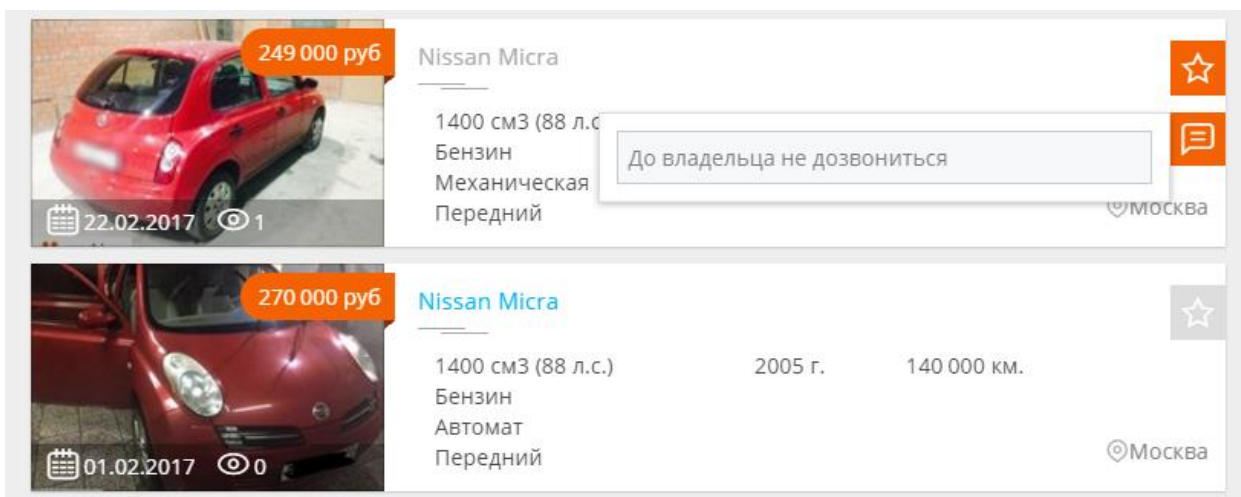 249 000 руб
Nissan Micra
1400 см3 (88 л.с
Бензин
До владельца не дозвониться
Механическая
Передний
22.02.2017
1
Москва
270 000 руб
Nissan Micra
1400 см3 (88 л.с.) 2005 г. 140 000 км.
Бензин
Автомат
Передний
01.02.2017
0
Москва